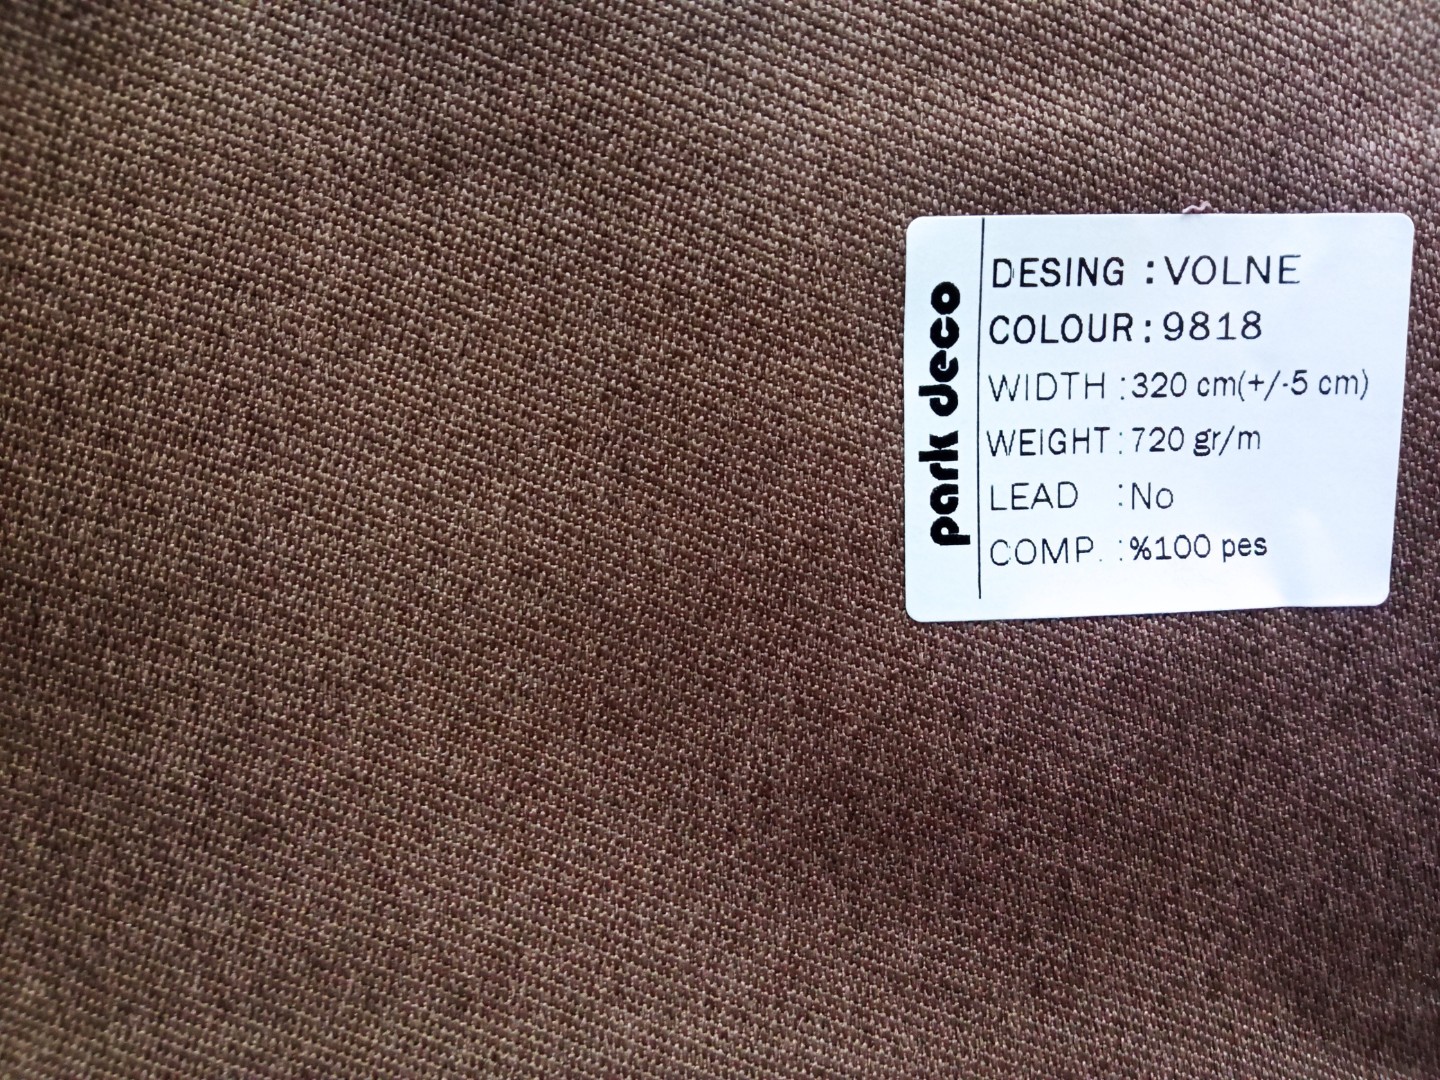 park deco
DESING : VOLNE
COLOUR : 9818
WIDTH : 320 cm(+/-5 cm)
WEIGHT : 720 gr/m
LEAD : No
COMP. : %100 pes